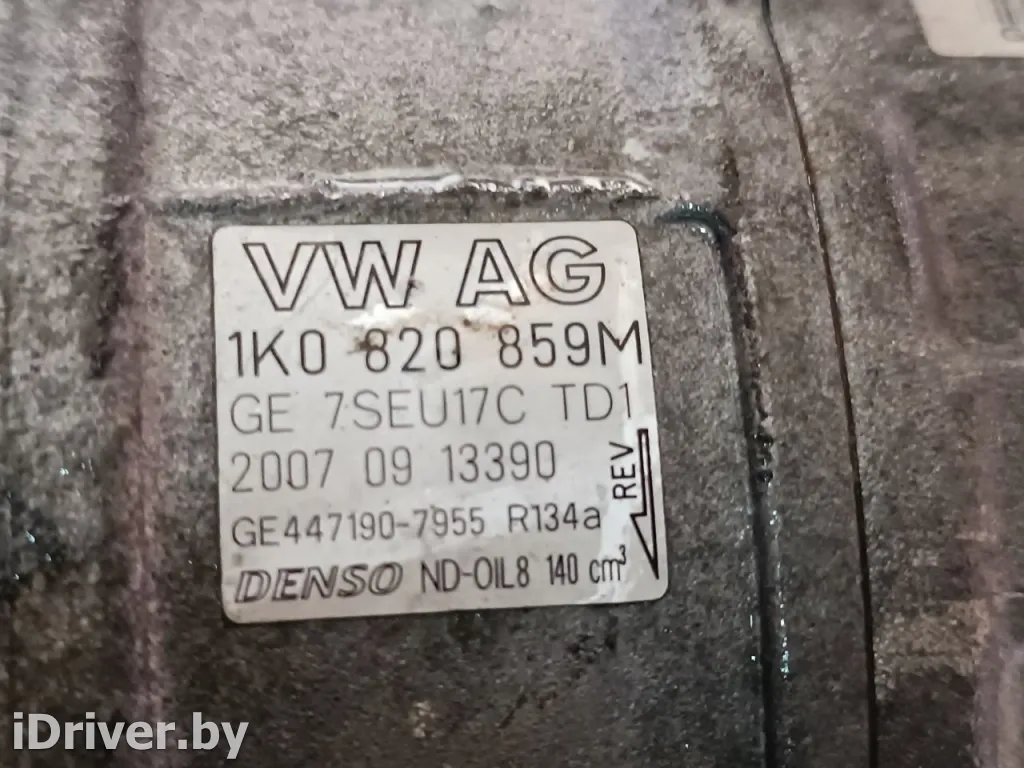 VW AG
1K0 820 859M
GE 7SEU17C TD1
2007 09 13390
REV
GE447190-7955 R134a
DENSO ND-OIL8 140 cm³
iDriver.by